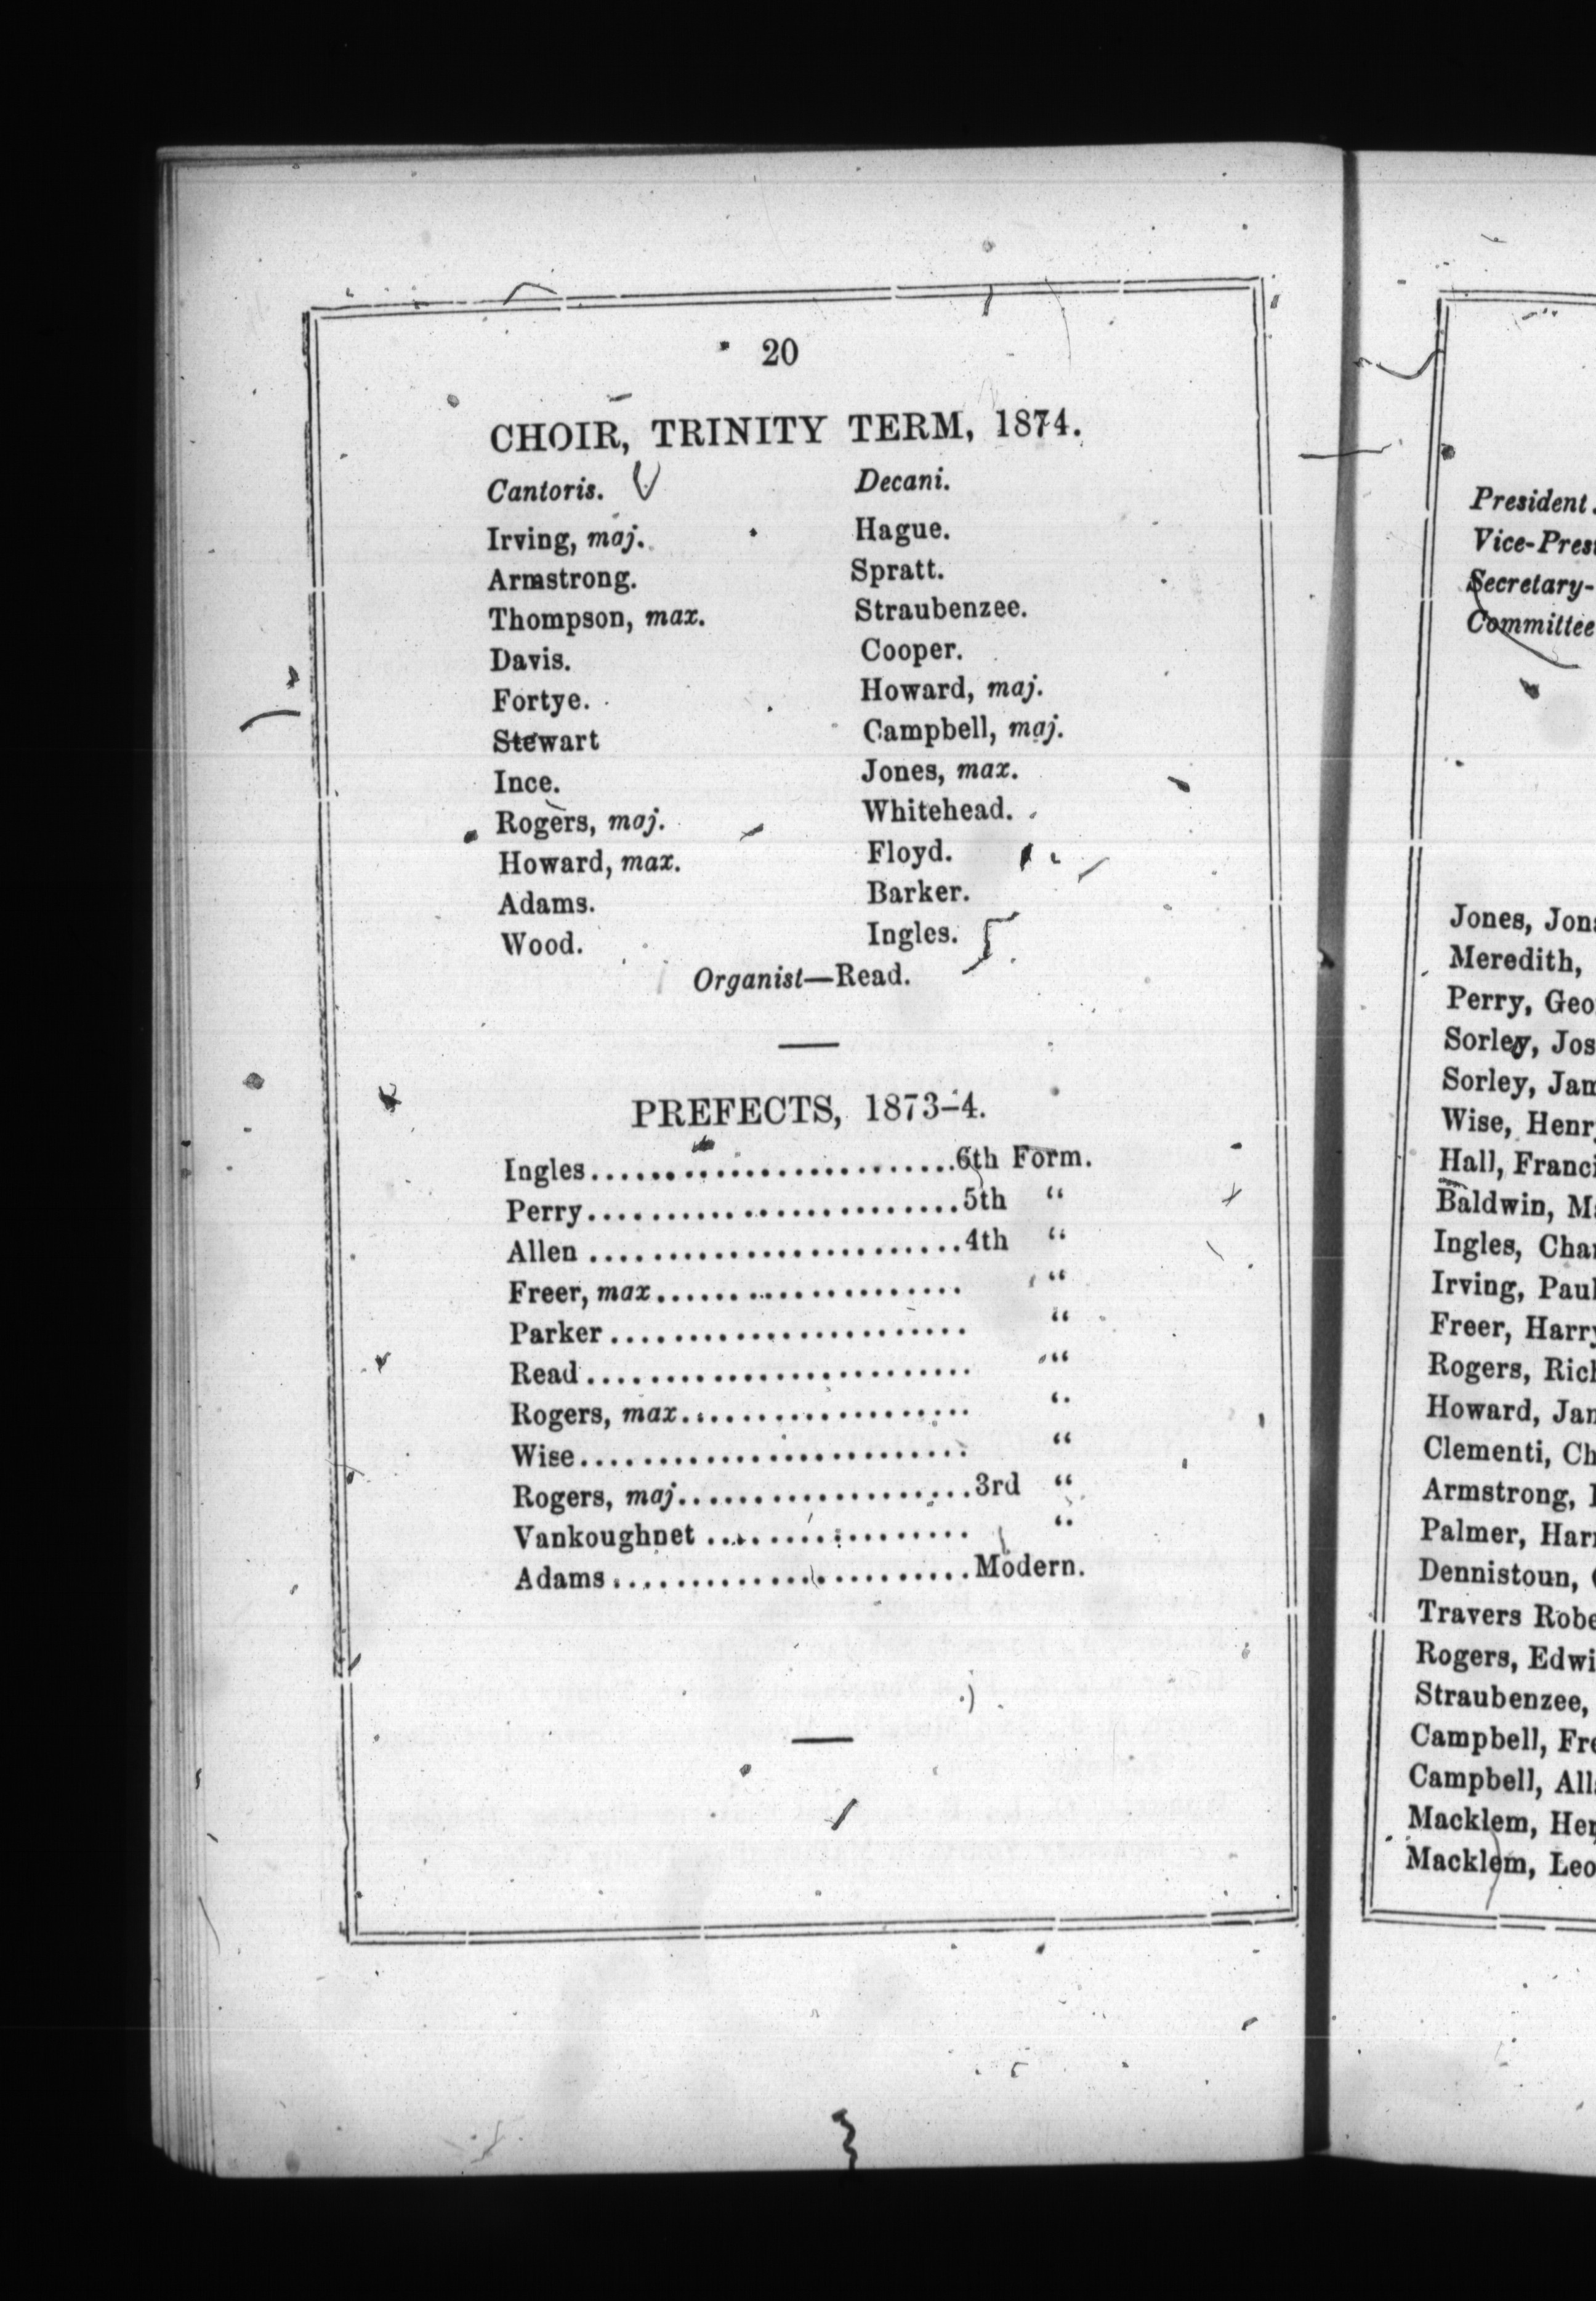 20
CHOIR, TRINITY TERM, 1874.
Cantoris. Decani.
Irving, maj. Hague.
Armstrong. Spratt.
Thompson, max. Straubenzee.
Davis. Cooper.
Fortye. Howard, maj.
Stewart Campbell, maj.
Ince. Jones, max.
Rogers, maj. Whitehead.
Howard, max. Floyd.
Adams. Barker.
Wood. Ingles.
Organist—Read.
PREFECTS, 1873-4.
Ingles..........................6th Form.
Perry..........................5th “
Allen..........................4th “
Freer, max.................... “
Parker....................... “
Read......................... “
Rogers, max................... “
Wise......................... “
Rogers, maj...................3rd “
Vankoughnet.................. “
Adams........................Modern.
President.
Vice-Pres
Secretary-
Committee
Jones, Jon
Meredith,
Perry, Geo
Sorley, Jos
Sorley, Jam
Wise, Henr
Hall, Franci
Baldwin, M
Ingles, Cha
Irving, Paul
Freer, Harry
Rogers, Ric
Howard, Jam
Clementi, Ch
Armstrong,
Palmer, Harr
Dennistoun,
Travers Robe
Rogers, Edwi
Straubenzee,
Campbell, Fre
Campbell, All
Macklem, Her
Macklem, Leo